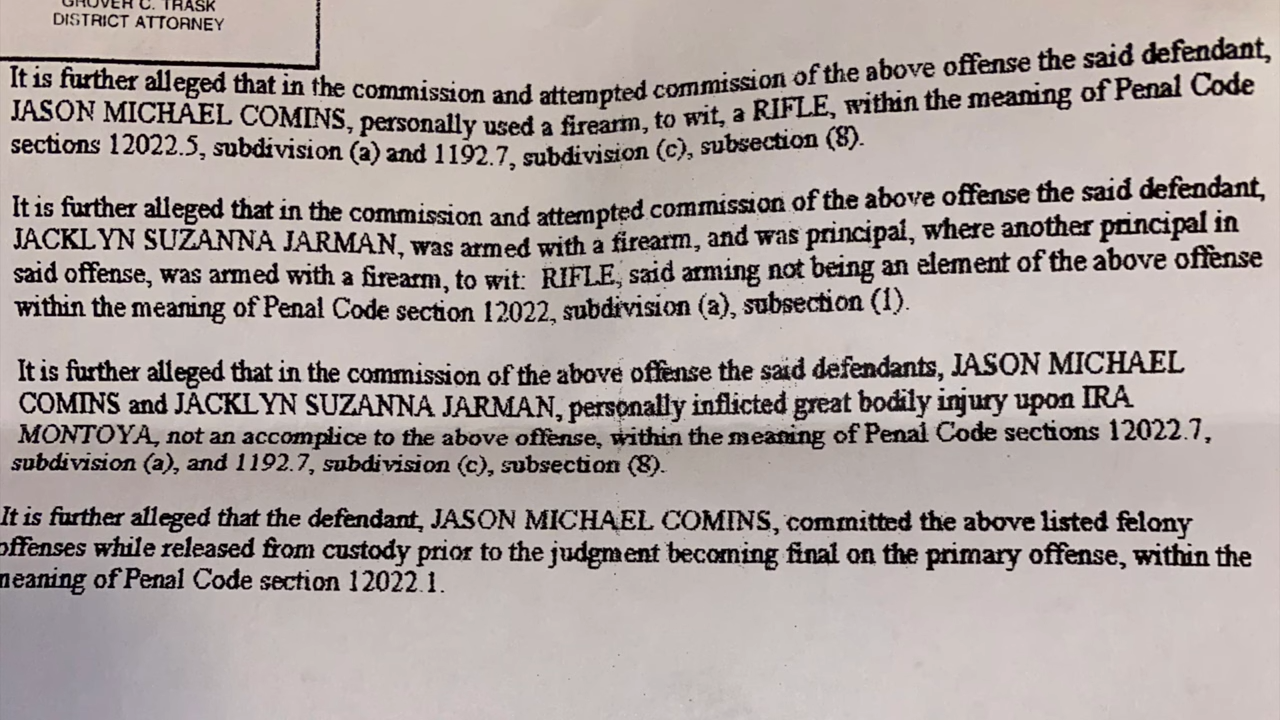 GROVER C. TRASK
DISTRICT ATTORNEY
It is further alleged that in the commission and attempted commission of the above offense the said defendant,
JASON MICHAEL COMINS, personally used a firearm, to wit, a RIFLE, within the meaning of Penal Code
sections 12022.5, subdivision (a) and 1192.7, subdivision (c), subsection (8).
It is further alleged that in the commission and attempted commission of the above offense the said defendant,
JACKLYN SUZANNA JARMAN, was armed with a firearm, and was principal, where another principal in
said offense, was armed with a firearm, to wit: RIFLE, said arming not being an element of the above offense
within the meaning of Penal Code section 12022, subdivision (a), subsection (1).
It is further alleged that in the commission of the above offense the said defendants, JASON MICHAEL
COMINS and JACKLYN SUZANNA JARMAN, personally inflicted great bodily injury upon IRA
MONTOYA, not an accomplice to the above offense, within the meaning of Penal Code sections 12022.7,
subdivision (a), and 1192.7, subdivision (c), subsection (8).
It is further alleged that the defendant, JASON MICHAEL COMINS, committed the above listed felony
offenses while released from custody prior to the judgment becoming final on the primary offense, within the
meaning of Penal Code section 12022.1.